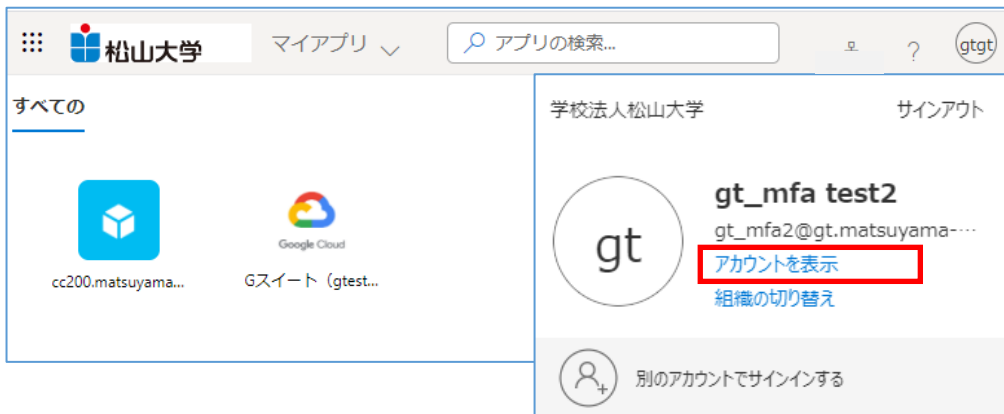 松山大学 マイアプリ アプリの検索... ? gtgt
すべての
cc200.matsuyama...
Google Cloud
Gスイート（gtest...
学校法人松山大学 サインアウト
gt
gt_mfa test2
gt_mfa2@gt.matsuyama-…
アカウントを表示
組織の切り替え
別のアカウントでサインインする